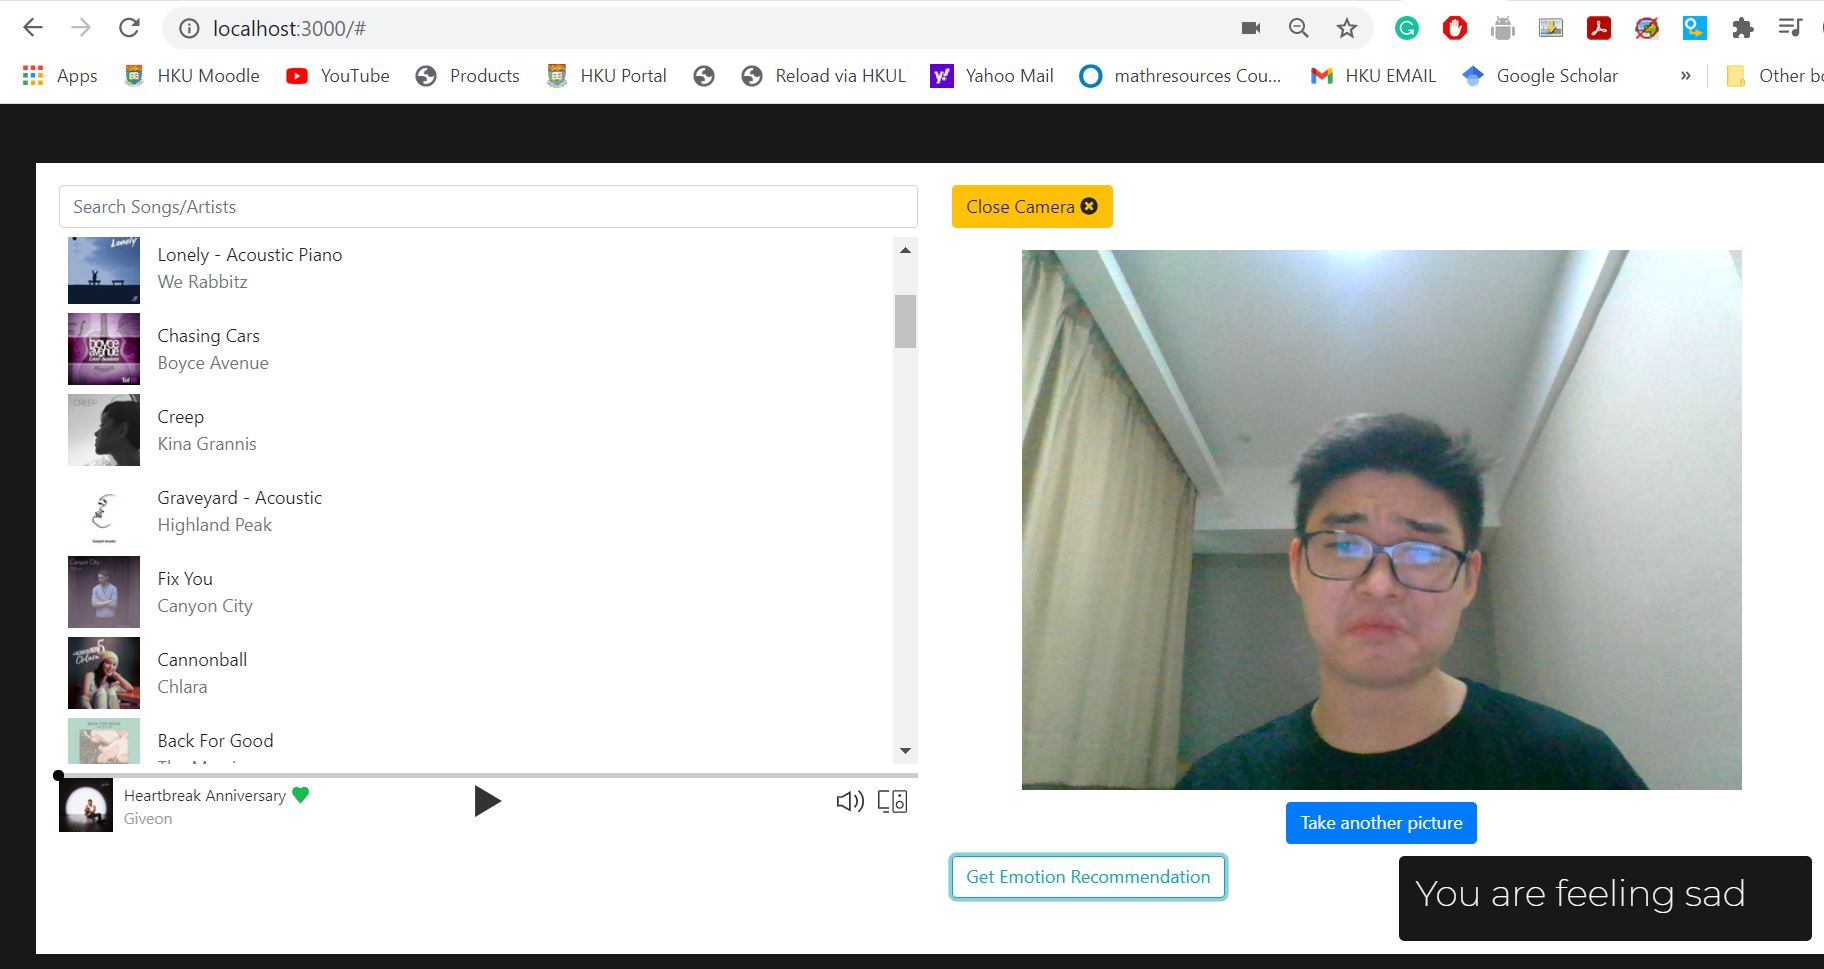 localhost:3000/#
Apps HKU Moodle YouTube Products HKU Portal Reload via HKUL Yahoo Mail mathresources Cou... HKU EMAIL Google Scholar » Other bo
Search Songs/Artists
Lonely - Acoustic Piano
We Rabbitz
Chasing Cars
Boyce Avenue
Creep
Kina Grannis
Graveyard - Acoustic
Highland Peak
Fix You
Canyon City
Cannonball
Chlara
Back For Good
Heartbreak Anniversary
Giveon
Close Camera
Take another picture
Get Emotion Recommendation
You are feeling sad